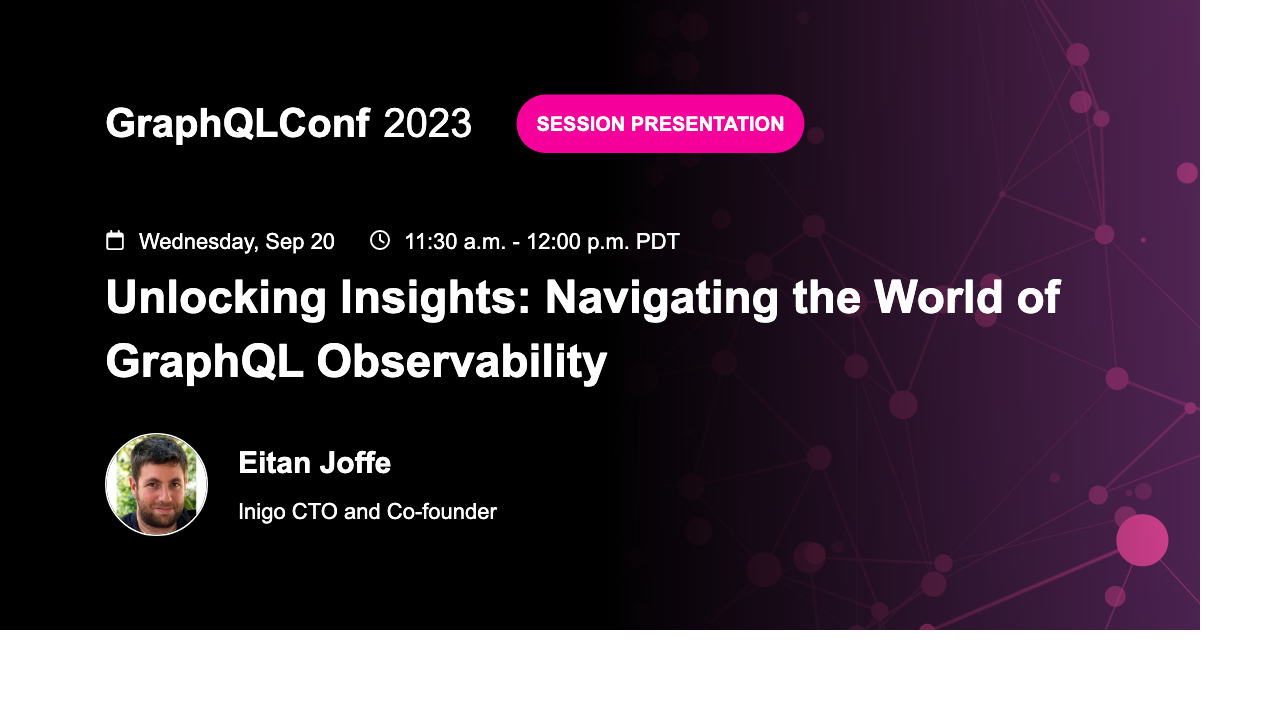 GraphQLConf 2023
SESSION PRESENTATION
Wednesday, Sep 20
11:30 a.m. - 12:00 p.m. PDT
Unlocking Insights: Navigating the World of
GraphQL Observability
Eitan Joffe
Inigo CTO and Co-founder